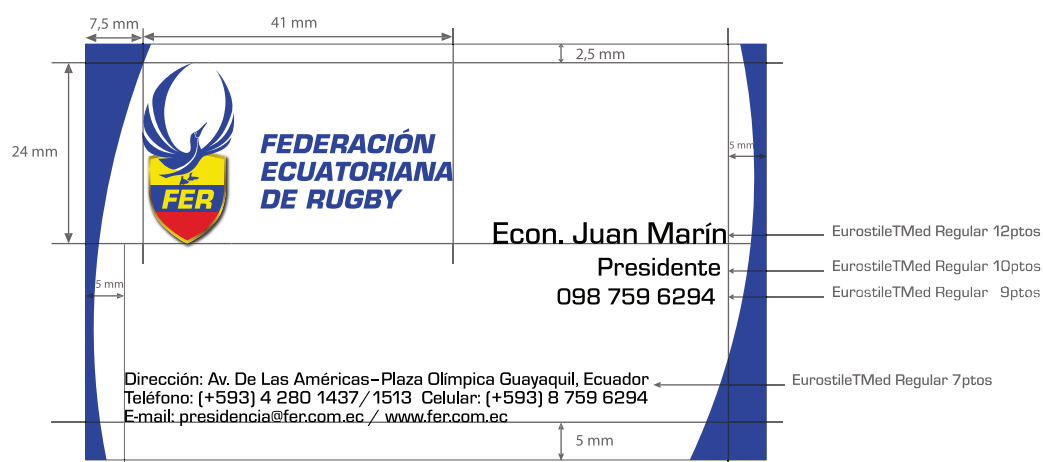 7,5 mm
41 mm
2,5 mm
24 mm
5 mm
FEDERACIÓN
ECUATORIANA
DE RUGBY
FER
Econ. Juan Marín
EurostileTMed Regular 12ptos
Presidente
EurostileTMed Regular 10ptos
098 759 6294
EurostileTMed Regular 9ptos
5 mm
Dirección: Av. De Las Américas-Plaza Olímpica Guayaquil, Ecuador
EurostileTMed Regular 7ptos
Teléfono: (+593) 4 280 1437/1513 Celular: (+593) 8 759 6294
E-mail: presidencia@fer.com.ec / www.fer.com.ec
5 mm